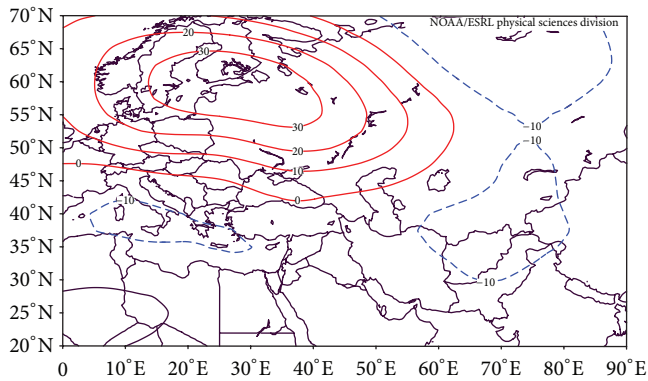 NOAA/ESRL physical sciences division
70°N
65°N
60°N
55°N
50°N
45°N
40°N
35°N
30°N
25°N
20°N
20
30
30
20
10
0
0
−10
−10
−10
−10
0
10°E
20°E
30°E
40°E
50°E
60°E
70°E
80°E
90°E